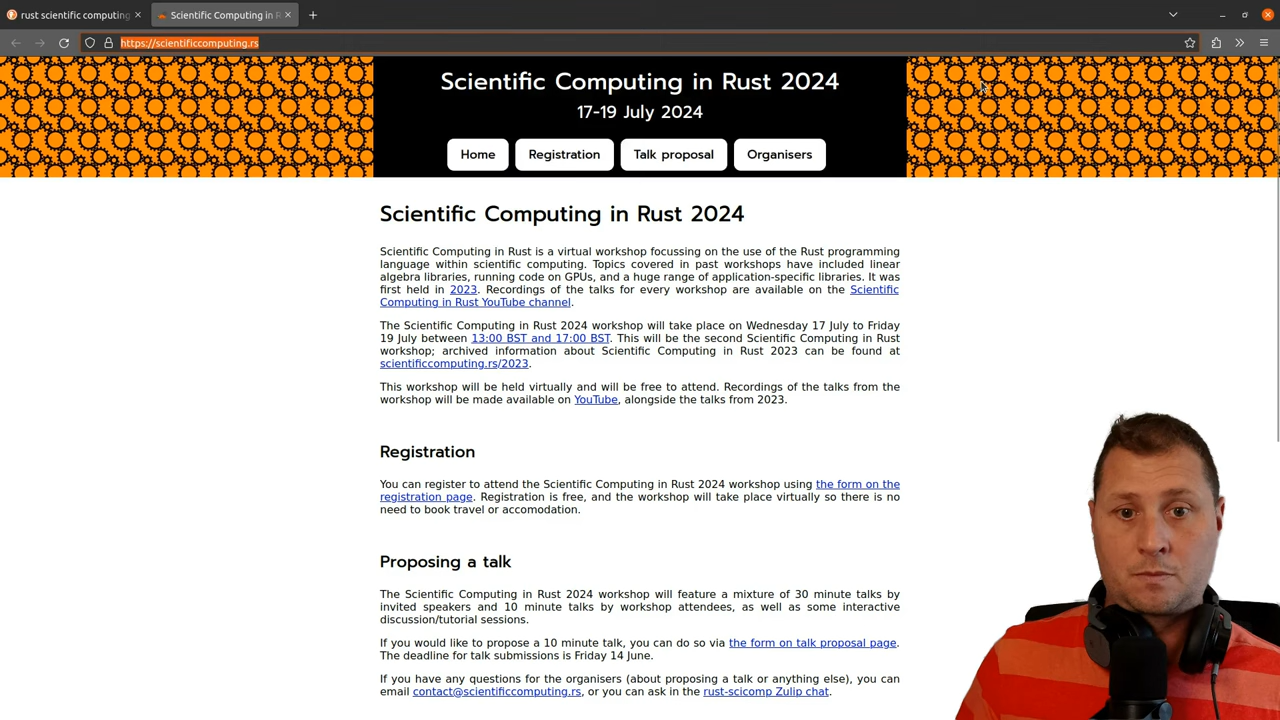 rust scientific computing
Scientific Computing in R
https://scientificcomputing.rs
Scientific Computing in Rust 2024
17-19 July 2024
Home
Registration
Talk proposal
Organisers
Scientific Computing in Rust 2024
Scientific Computing in Rust is a virtual workshop focussing on the use of the Rust programming
language within scientific computing. Topics covered in past workshops have included linear
algebra libraries, running code on GPUs, and a huge range of application-specific libraries. It was
first held in 2023. Recordings of the talks for every workshop are available on the Scientific
Computing in Rust YouTube channel.
The Scientific Computing in Rust 2024 workshop will take place on Wednesday 17 July to Friday
19 July between 13:00 BST and 17:00 BST. This will be the second Scientific Computing in Rust
workshop; archived information about Scientific Computing in Rust 2023 can be found at
scientificcomputing.rs/2023.
This workshop will be held virtually and will be free to attend. Recordings of the talks from the
workshop will be made available on YouTube, alongside the talks from 2023.
Registration
You can register to attend the Scientific Computing in Rust 2024 workshop using the form on the
registration page. Registration is free, and the workshop will take place virtually so there is no
need to book travel or accomodation.
Proposing a talk
The Scientific Computing in Rust 2024 workshop will feature a mixture of 30 minute talks by
invited speakers and 10 minute talks by workshop attendees, as well as some interactive
discussion/tutorial sessions.
If you would like to propose a 10 minute talk, you can do so via the form on talk proposal page.
The deadline for talk submissions is Friday 14 June.
If you have any questions for the organisers (about proposing a talk or anything else), you can
email contact@scientificcomputing.rs, or you can ask in the rust-scicomp Zulip chat.